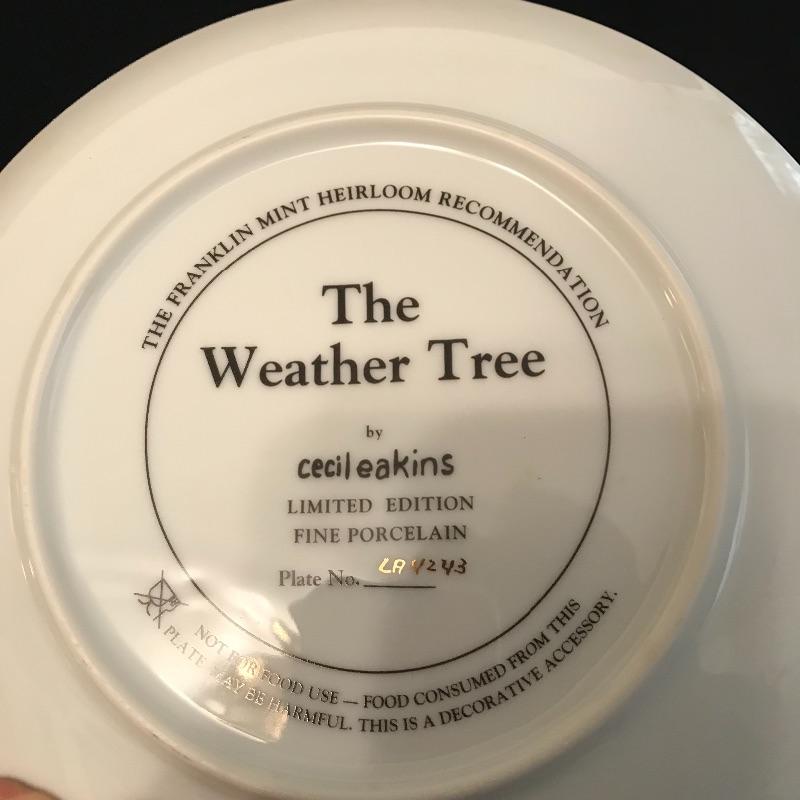 THE FRANKLIN MINT HEIRLOOM RECOMMENDATION
The
Weather Tree
by
cecil eakins
LIMITED EDITION
FINE PORCELAIN
Plate No. LA4243
NOT FOR FOOD USE — FOOD CONSUMED FROM THIS
PLATE MAY BE HARMFUL. THIS IS A DECORATIVE ACCESSORY.